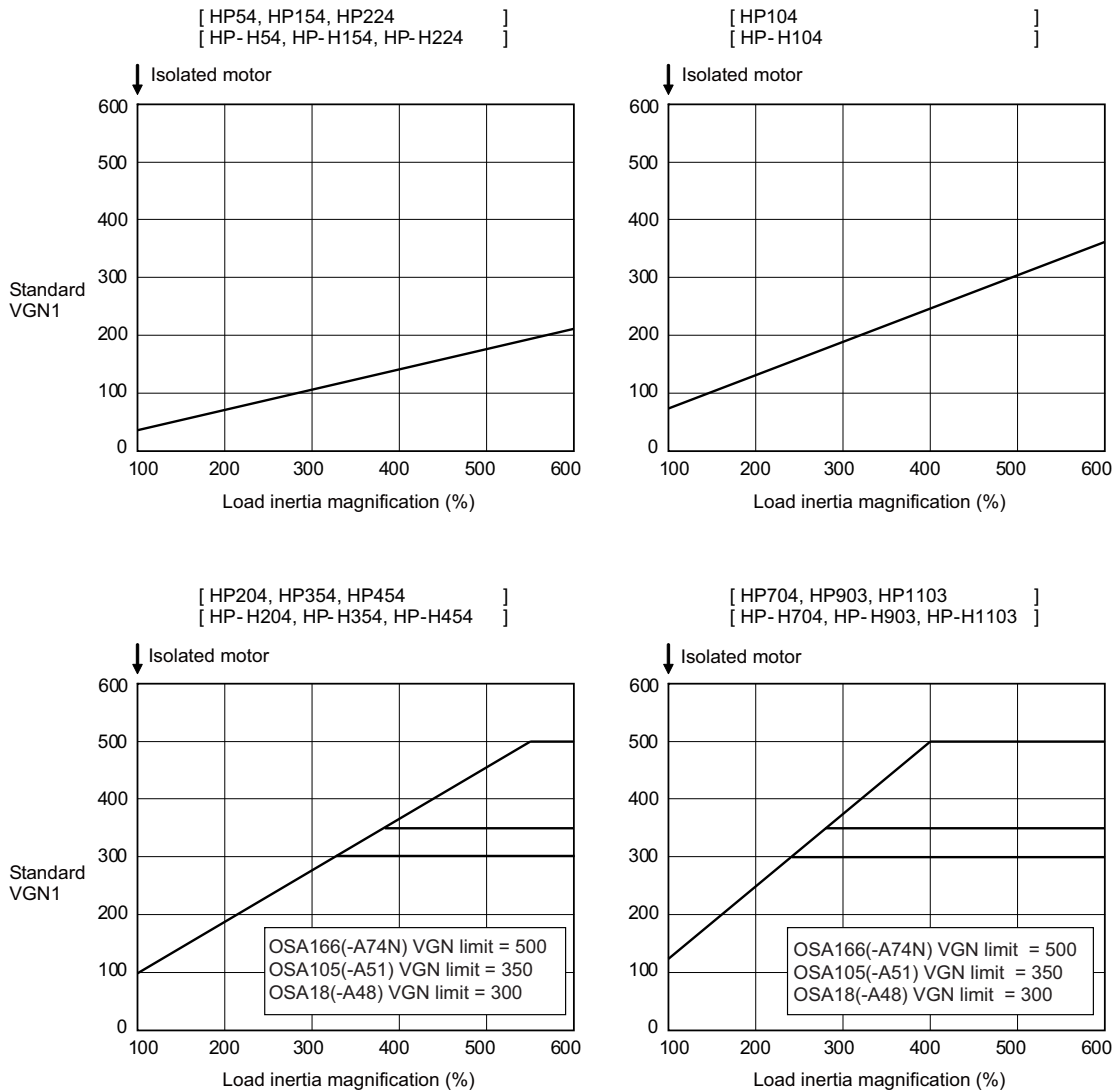 [ HP54, HP154, HP224 ]
[ HP-H54, HP-H154, HP-H224 ]
Isolated motor
600
500
400
300
200
100
0
Standard
VGN1
100 200 300 400 500 600
Load inertia magnification (%)
[ HP104 ]
[ HP-H104 ]
Isolated motor
600
500
400
300
200
100
0
100 200 300 400 500 600
Load inertia magnification (%)
[ HP204, HP354, HP454 ]
[ HP-H204, HP-H354, HP-H454 ]
Isolated motor
600
500
400
300
200
100
0
Standard
VGN1
OSA166(-A74N) VGN limit = 500
OSA105(-A51) VGN limit = 350
OSA18(-A48) VGN limit = 300
100 200 300 400 500 600
Load inertia magnification (%)
[ HP704, HP903, HP1103 ]
[ HP-H704, HP-H903, HP-H1103 ]
Isolated motor
600
500
400
300
200
100
0
OSA166(-A74N) VGN limit = 500
OSA105(-A51) VGN limit = 350
OSA18(-A48) VGN limit = 300
100 200 300 400 500 600
Load inertia magnification (%)